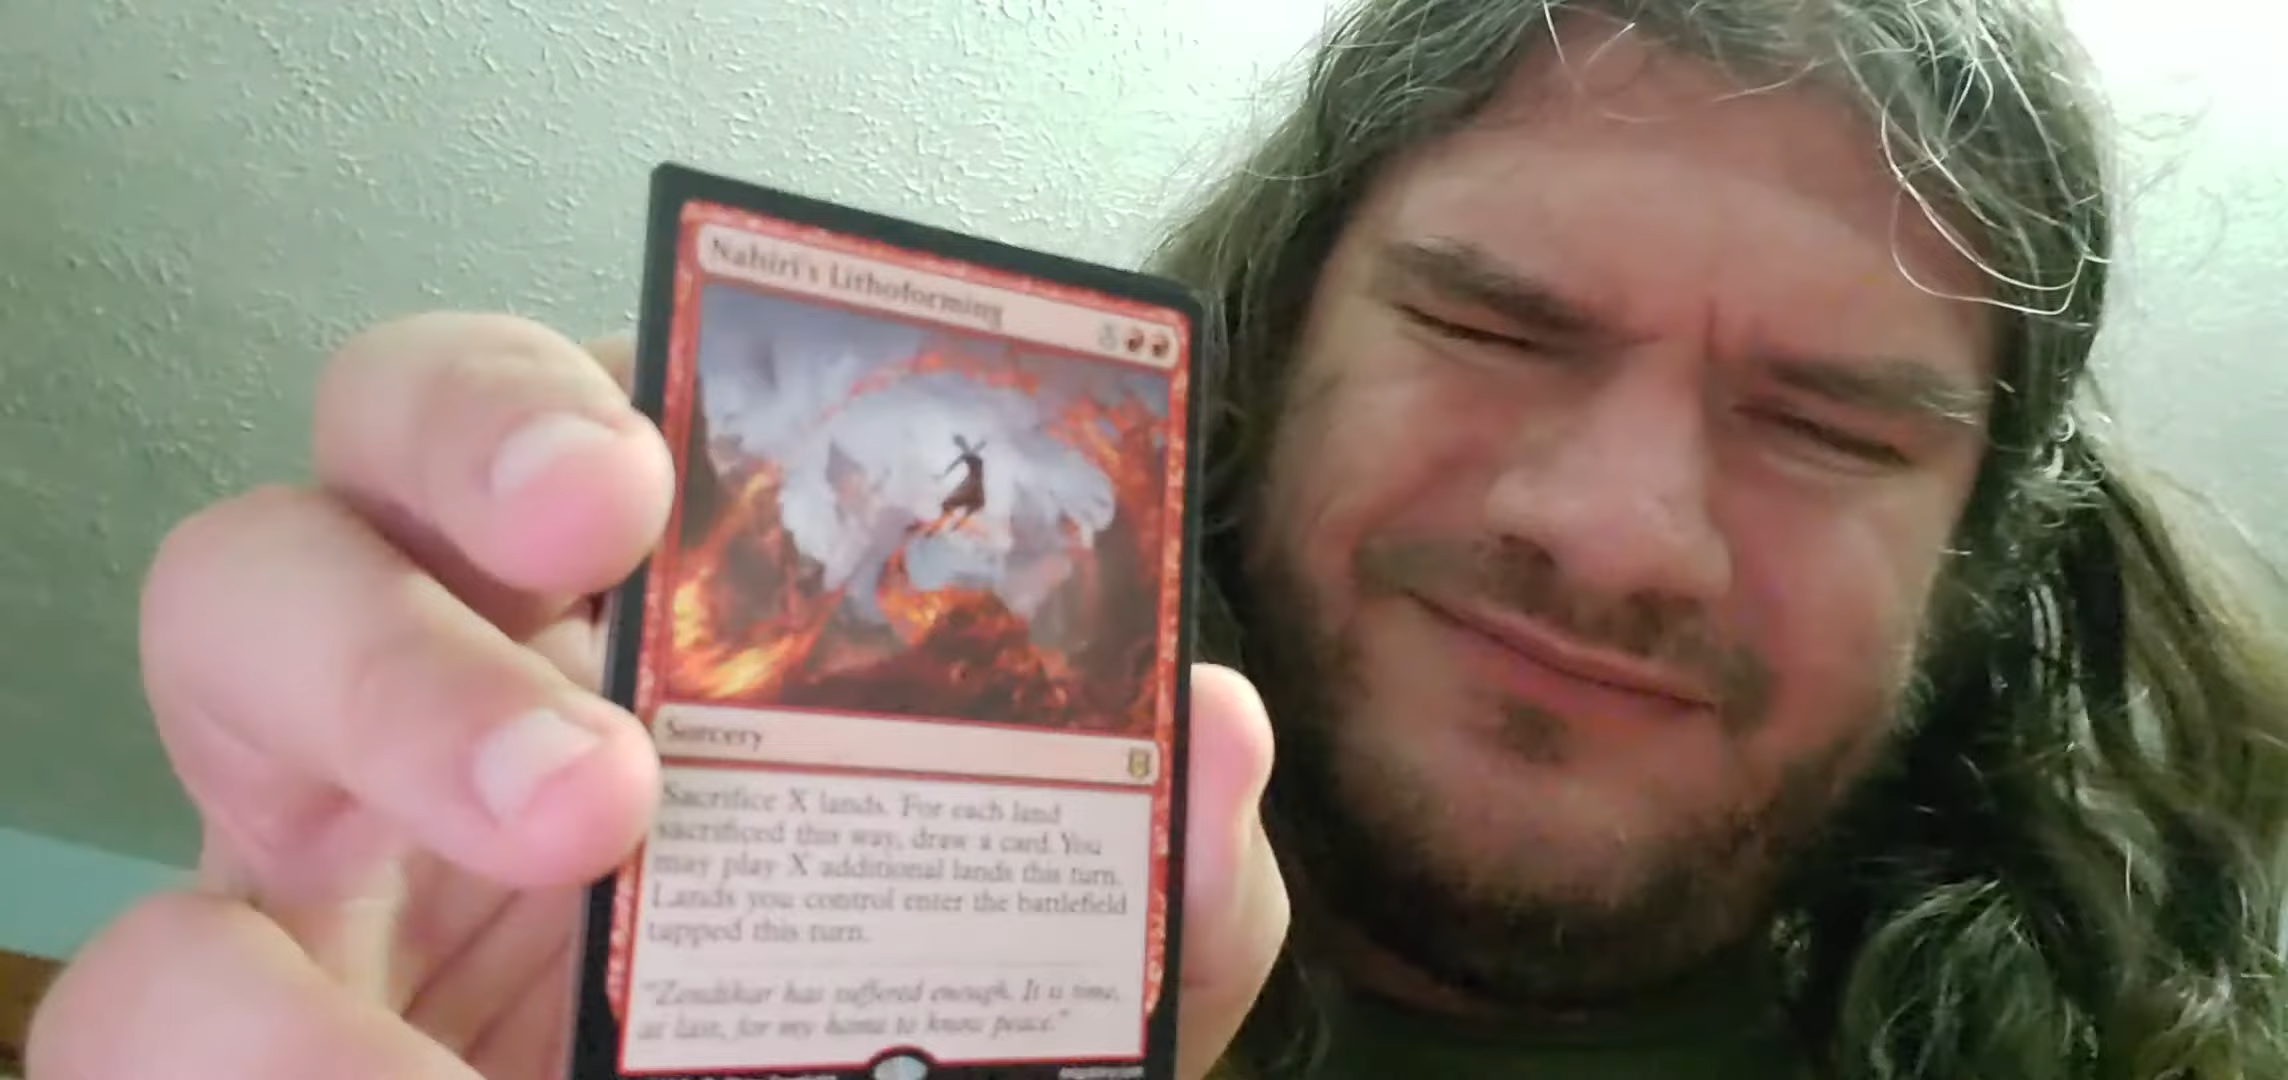 Nahiri's Lithoforming
X
Sorcery
Sacrifice X lands. For each land
sacrificed this way, draw a card. You
may play X additional lands this turn.
Lands you control enter the battlefield
tapped this turn.
"Zendikar has suffered enough. It is time,
at last, for my home to know peace."